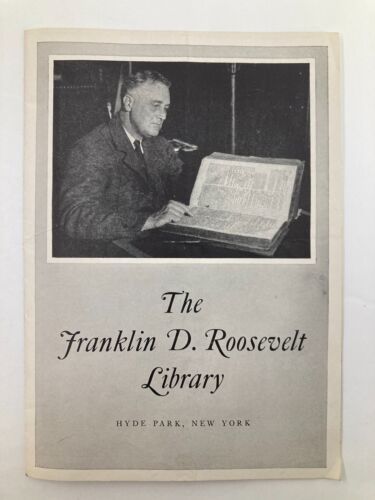 The
Franklin D. Roosevelt
Library
HYDE PARK, NEW YORK